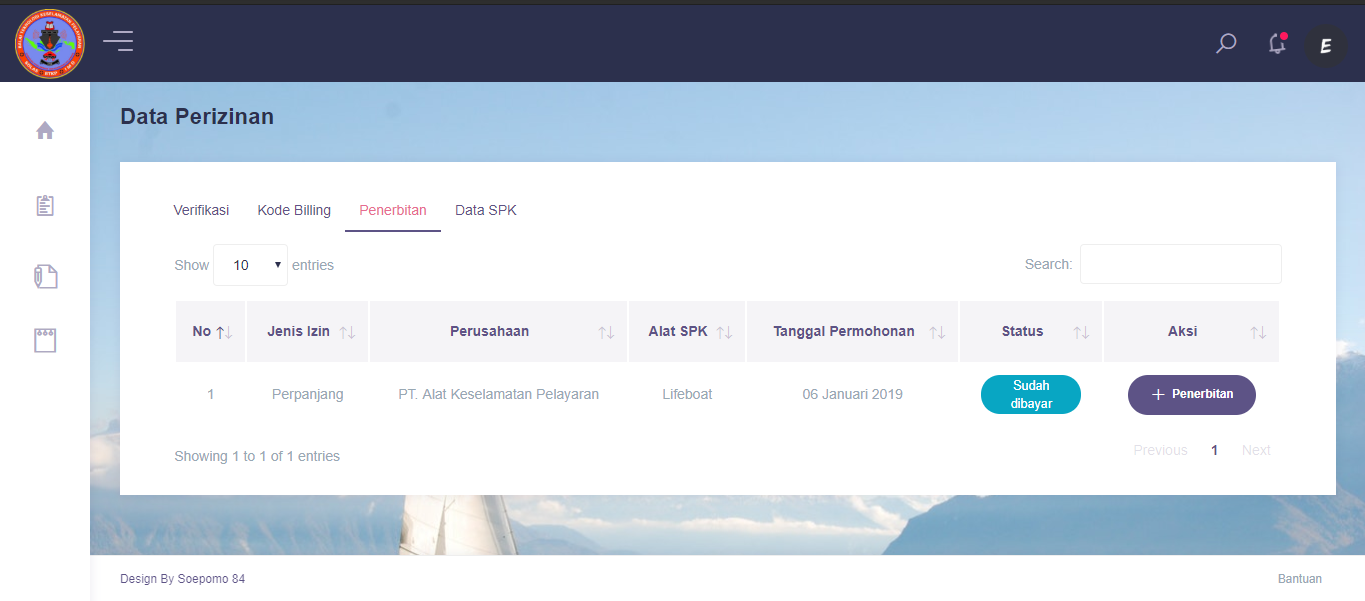 E
Data Perizinan
Verifikasi Kode Billing Penerbitan Data SPK
Show 10 entries Search:
No Jenis Izin Perusahaan Alat SPK Tanggal Permohonan Status Aksi
1 Perpanjang PT. Alat Keselamatan Pelayaran Lifeboat 06 Januari 2019 Sudah dibayar + Penerbitan
Showing 1 to 1 of 1 entries Previous 1 Next
Design By Soepomo 84 Bantuan